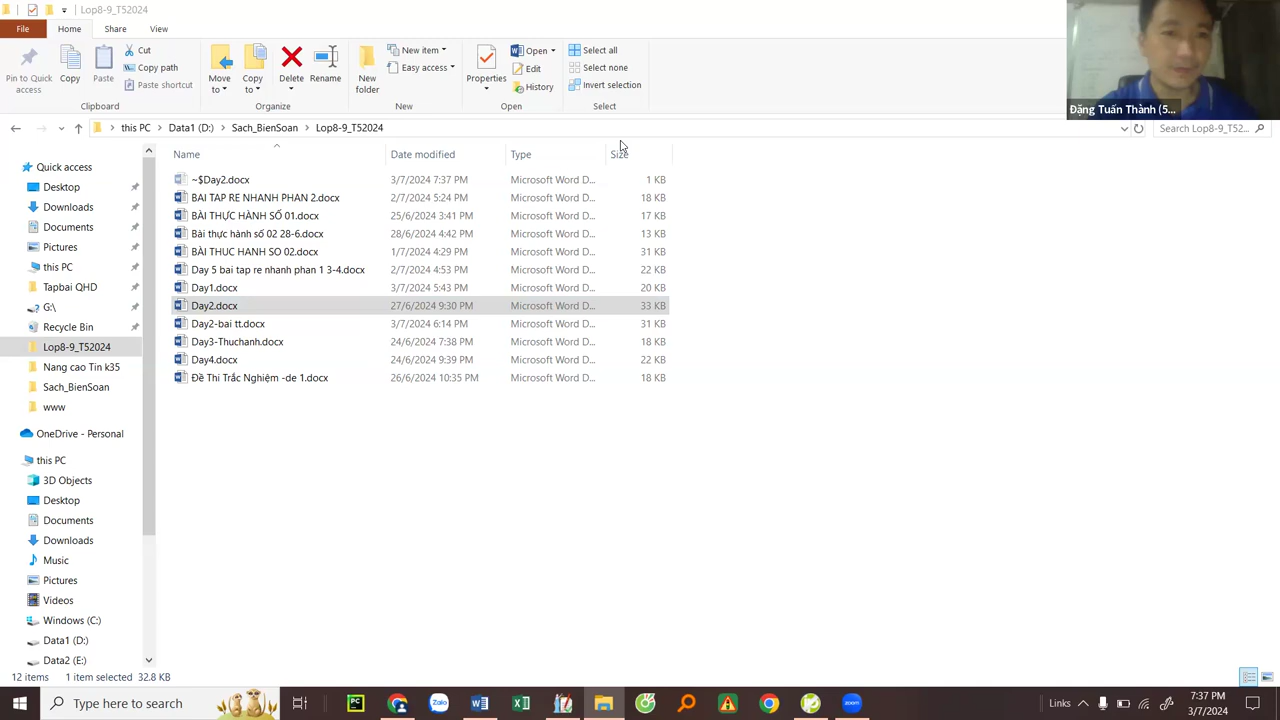 Lop8-9_T52024
File
Home
Share
View
Pin to Quick access
Copy
Paste
Cut
Copy path
Paste shortcut
Clipboard
Move to
Copy to
Delete
Rename
Organize
New folder
New item
Easy access
New
Properties
Open
Edit
History
Open
Select all
Select none
Invert selection
Select
Đặng Tuấn Thành (5...
this PC > Data1 (D:) > Sach_BienSoan > Lop8-9_T52024
Search Lop8-9_T52...
Name Date modified Type Size
~$Day2.docx 3/7/2024 7:37 PM Microsoft Word D... 1 KB
BAI TAP RE NHANH PHAN 2.docx 2/7/2024 5:24 PM Microsoft Word D... 18 KB
BÀI THỰC HÀNH SỐ 01.docx 25/6/2024 3:41 PM Microsoft Word D... 17 KB
Bài thực hành số 02 28-6.docx 28/6/2024 4:42 PM Microsoft Word D... 13 KB
BÀI THUC HANH SO 02.docx 1/7/2024 4:29 PM Microsoft Word D... 31 KB
Day 5 bai tap re nhanh phan 1 3-4.docx 2/7/2024 4:53 PM Microsoft Word D... 22 KB
Day1.docx 3/7/2024 5:43 PM Microsoft Word D... 20 KB
Day2.docx 27/6/2024 9:30 PM Microsoft Word D... 33 KB
Day2-bai tt.docx 3/7/2024 6:14 PM Microsoft Word D... 31 KB
Day3-Thuchanh.docx 24/6/2024 7:38 PM Microsoft Word D... 18 KB
Day4.docx 24/6/2024 9:39 PM Microsoft Word D... 22 KB
Đề Thi Trắc Nghiệm -de 1.docx 26/6/2024 10:35 PM Microsoft Word D... 18 KB
Quick access
Desktop
Downloads
Documents
Pictures
this PC
Tapbai QHD
G:\
Recycle Bin
Lop8-9_T52024
Nang cao Tin k35
Sach_BienSoan
www
OneDrive - Personal
this PC
3D Objects
Desktop
Documents
Downloads
Music
Pictures
Videos
Windows (C:)
Data1 (D:)
Data2 (E:)
12 items 1 item selected 32.8 KB
Type here to search
PC
Zalo
zoom
Links
7:37 PM
3/7/2024